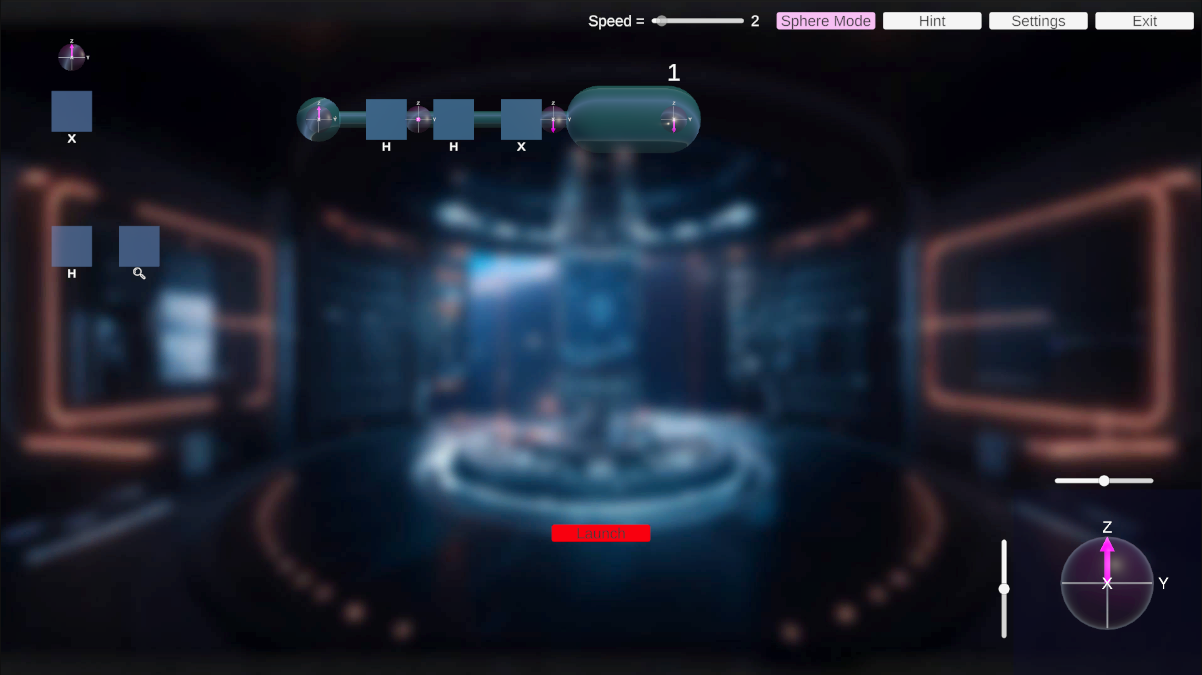 Speed = 2 Sphere Mode Hint Settings Exit
Z
Y
X
1
Z Y
Z Y
Z Y
Z Y
H H X
H
Launch
Z
X Y